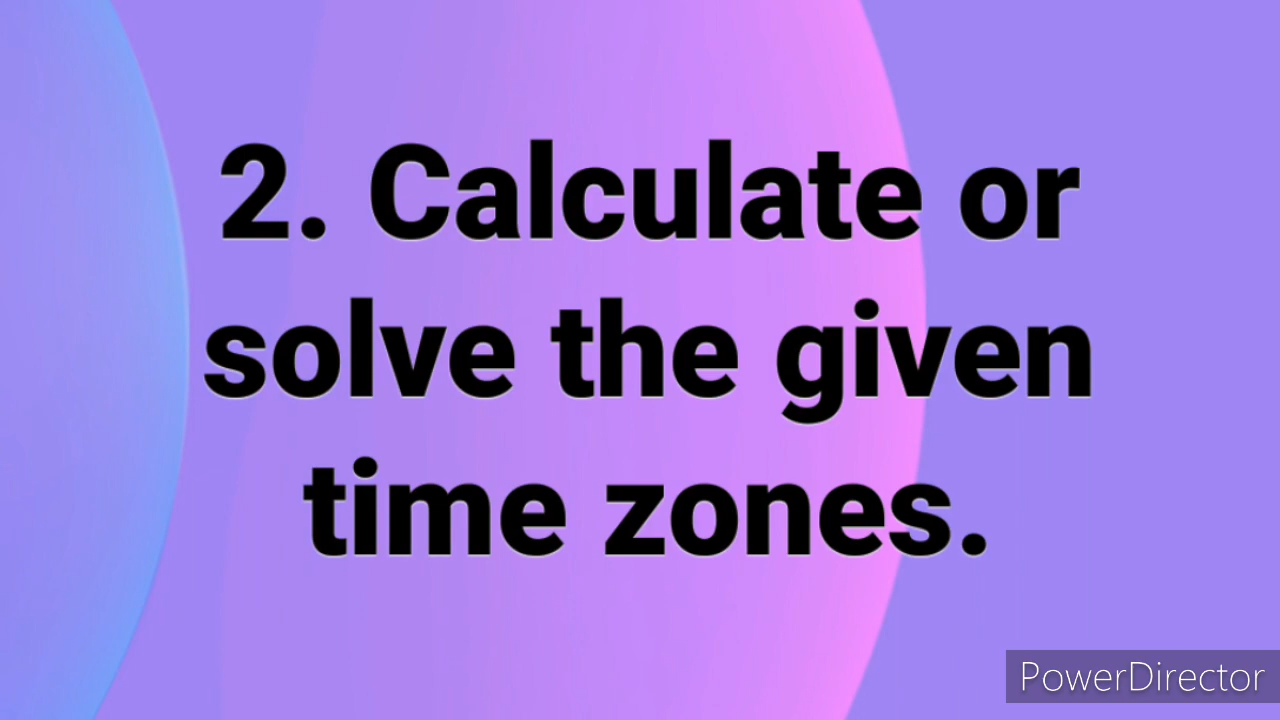 2. Calculate or
solve the given
time zones.
PowerDirector